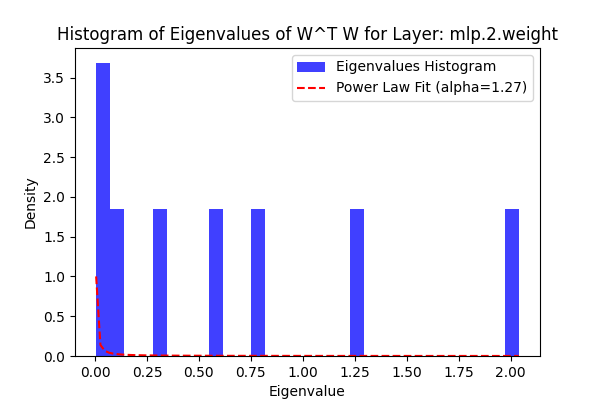 Histogram of Eigenvalues of W^T W for Layer: mlp.2.weight
Eigenvalues Histogram
Power Law Fit (alpha=1.27)
3.5
3.0
2.5
2.0
1.5
1.0
0.5
0.0
Density
0.00 0.25 0.50 0.75 1.00 1.25 1.50 1.75 2.00
Eigenvalue